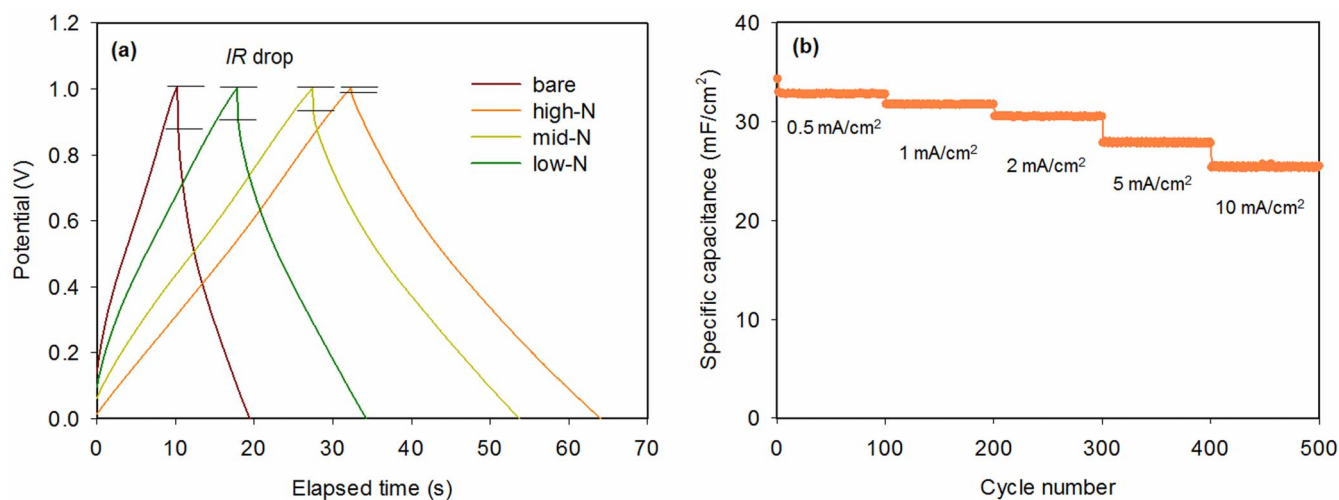 (a)
IR drop
bare
high-N
mid-N
low-N
Potential (V)
1.2
1.0
0.8
0.6
0.4
0.2
0.0
0 10 20 30 40 50 60 70
Elapsed time (s)
(b)
0.5 mA/cm²
1 mA/cm²
2 mA/cm²
5 mA/cm²
10 mA/cm²
Specific capacitance (mF/cm²)
40
30
20
10
0
0 100 200 300 400 500
Cycle number